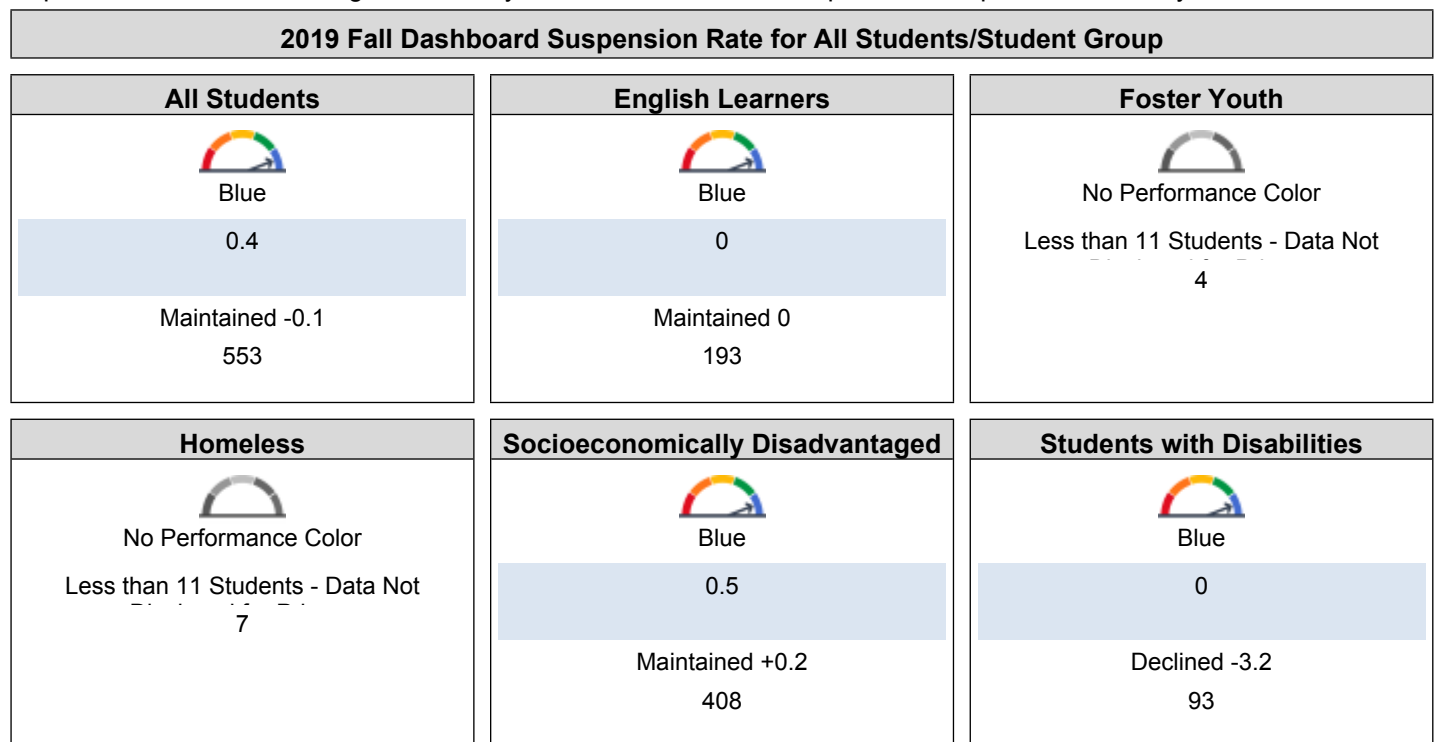 2019 Fall Dashboard Suspension Rate for All Students/Student Group
All Students
Blue
0.4
Maintained -0.1
553
English Learners
Blue
0
Maintained 0
193
Foster Youth
No Performance Color
Less than 11 Students - Data Not
4
Homeless
No Performance Color
Less than 11 Students - Data Not
7
Socioeconomically Disadvantaged
Blue
0.5
Maintained +0.2
408
Students with Disabilities
Blue
0
Declined -3.2
93